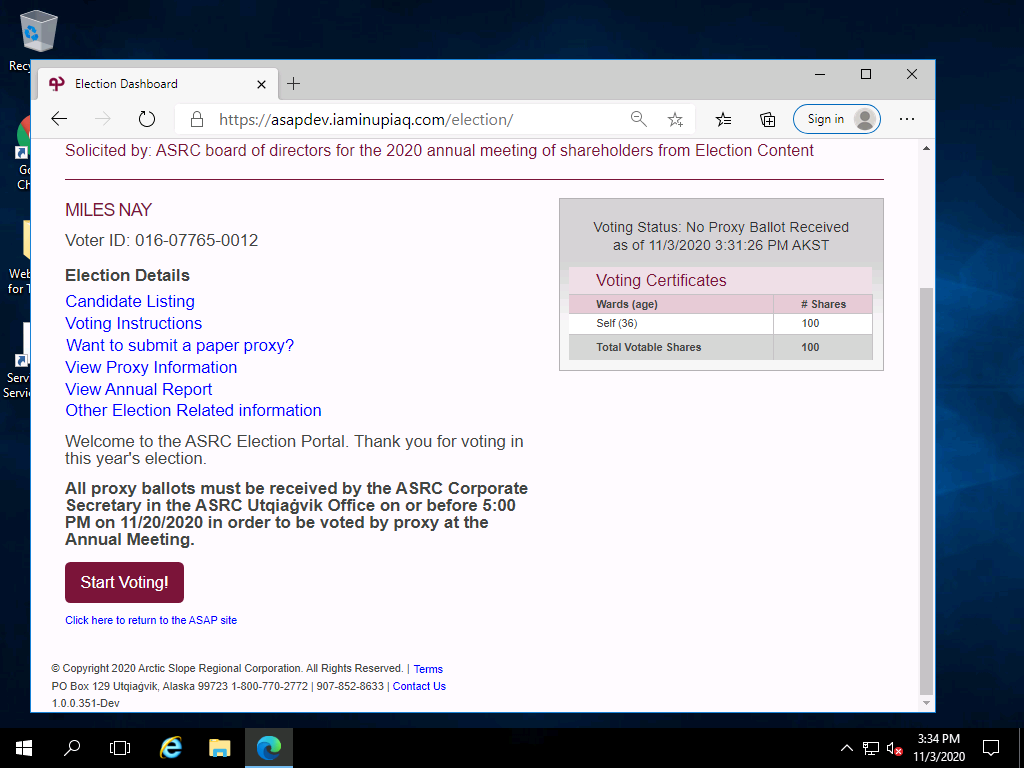 Recy
Election Dashboard
https://asapdev.iaminupiaq.com/election/
Sign in
Solicited by: ASRC board of directors for the 2020 annual meeting of shareholders from Election Content
MILES NAY
Voter ID: 016-07765-0012
Election Details
Candidate Listing
Voting Instructions
Want to submit a paper proxy?
View Proxy Information
View Annual Report
Other Election Related information
Welcome to the ASRC Election Portal. Thank you for voting in
this year's election.
All proxy ballots must be received by the ASRC Corporate
Secretary in the ASRC Utqiaġvik Office on or before 5:00
PM on 11/20/2020 in order to be voted by proxy at the
Annual Meeting.
Start Voting!
Click here to return to the ASAP site
Voting Status: No Proxy Ballot Received
as of 11/3/2020 3:31:26 PM AKST
Voting Certificates
Wards (age) # Shares
Self (36) 100
Total Votable Shares 100
© Copyright 2020 Arctic Slope Regional Corporation. All Rights Reserved. | Terms
PO Box 129 Utqiaġvik, Alaska 99723 1-800-770-2772 | 907-852-8633 | Contact Us
1.0.0.351-Dev
Go
Ch
Web
for T
Serv
Servic
3:34 PM
11/3/2020